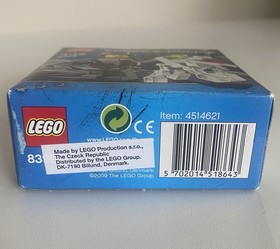 Item: 4514621
LEGO
CE
83
Made by LEGO Production s.r.o.,
The Czech Republic
Distributed by the LEGO Group.
DK-7190 Billund, Denmark.
Denmark.
©2009 The LEGO Group.
5 702014 518643